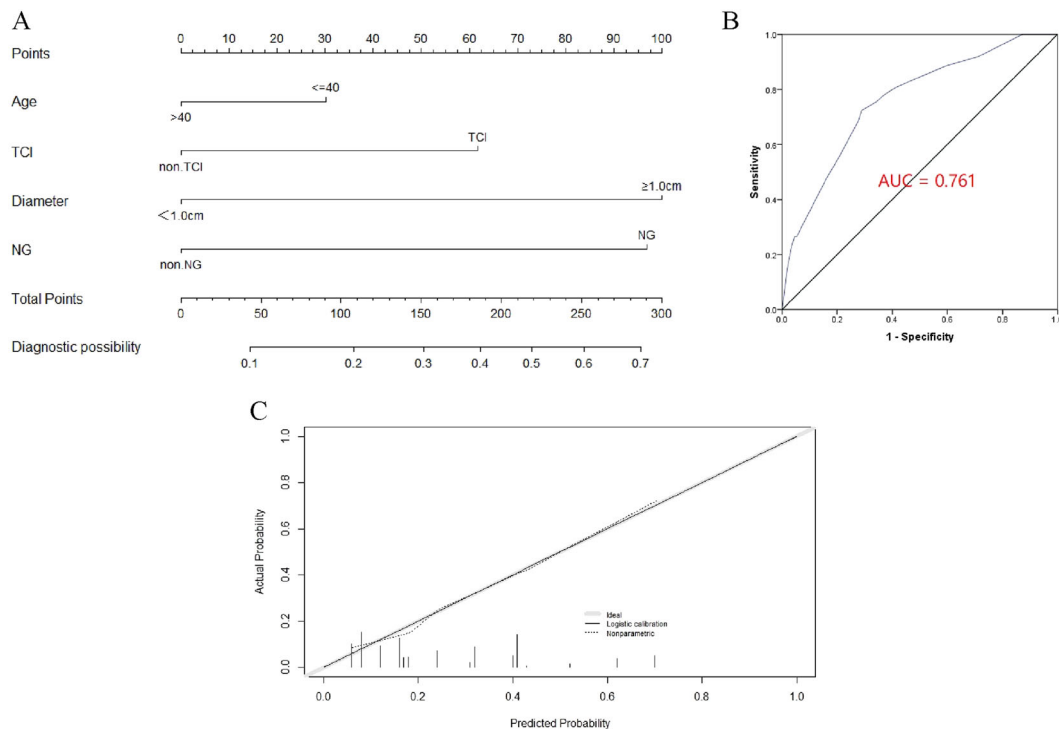 A
Points
0 10 20 30 40 50 60 70 80 90 100
Age
<=40
>40
TCI
TCI
non.TCI
Diameter
≥1.0cm
<1.0cm
NG
NG
non.NG
Total Points
0 50 100 150 200 250 300
Diagnostic possibility
0.1 0.2 0.3 0.4 0.5 0.6 0.7
B
1.0
0.8
0.6
0.4
0.2
0.0
Sensitivity
AUC = 0.761
0.0 0.2 0.4 0.6 0.8 1.0
1 - Specificity
C
1.0
0.8
0.6
0.4
0.2
0.0
Actual Probability
Ideal
Logistic calibration
Nonparametric
0.0 0.2 0.4 0.6 0.8 1.0
Predicted Probability